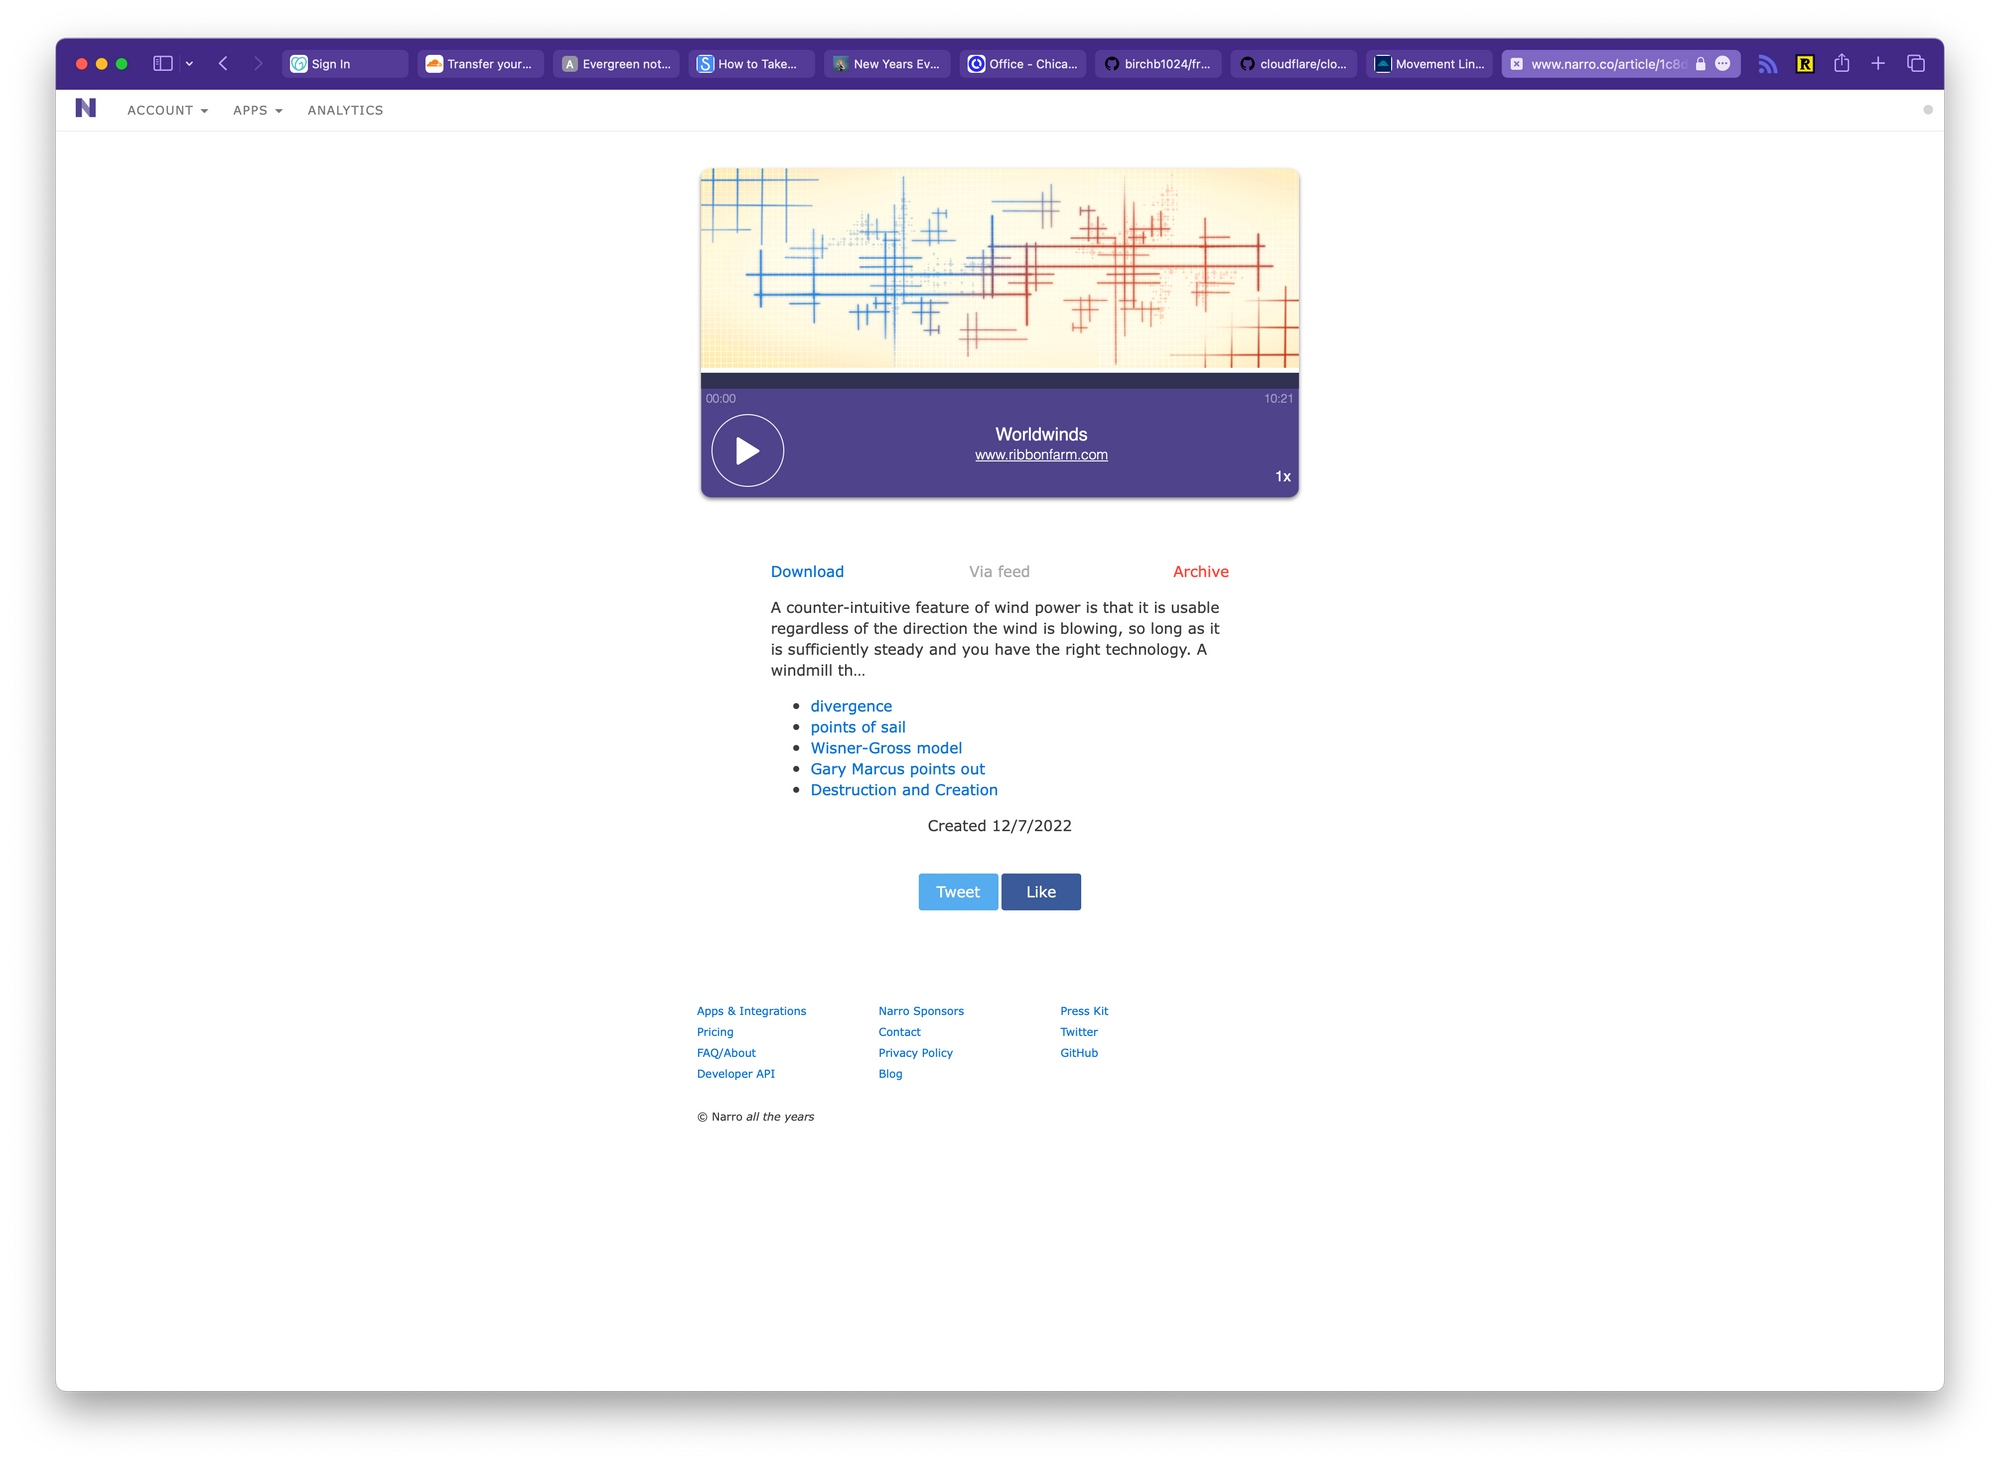 Sign In
Transfer your...
A Evergreen not...
S How to Take...
New Years Ev...
Office - Chica...
birchb1024/fr...
cloudflare/clo...
Movement Lin...
www.narro.co/article/1c8d
R
N ACCOUNT APPS ANALYTICS
00:00 10:21
Worldwinds
www.ribbonfarm.com
1x
Download Via feed Archive
A counter-intuitive feature of wind power is that it is usable
regardless of the direction the wind is blowing, so long as it
is sufficiently steady and you have the right technology. A
windmill th...
• divergence
• points of sail
• Wisner-Gross model
• Gary Marcus points out
• Destruction and Creation
Created 12/7/2022
Tweet Like
Apps & Integrations Narro Sponsors Press Kit
Pricing Contact Twitter
FAQ/About Privacy Policy GitHub
Developer API Blog
© Narro all the years